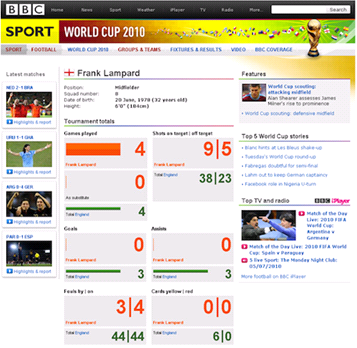 BBC Home News Sport Weather iPlayer TV Radio More... Search
SPORT WORLD CUP 2010
SPORT FOOTBALL WORLD CUP 2010 GROUPS & TEAMS FIXTURES & RESULTS VIDEO BBC COVERAGE
Latest matches
NED 2-1 BRA
Highlights & report
URU 1-1 GHA
Highlights & report
ARG 0-4 GER
Highlights & report
PAR 0-1 ESP
Highlights & report
Frank Lampard
Position: Midfielder
Squad number: 8
Date of birth: 20 June, 1978 (32 years old)
Height: 6'0" (184cm)
Tournament totals
Games played
4
Frank Lampard
0
As substitute
4
Total England
Shots on target | off target
9|5
Frank Lampard
Total England 38|23
Goals
0
Frank Lampard
3
Total England
Assists
0
Frank Lampard
3
Total England
Fouls by | on
3|4
Frank Lampard
44|44
Total England
Cards yellow | red
0|0
Frank Lampard
6|0
Total England
Features
World Cup scouting: attacking midfield
Alan Shearer assesses James Milner's rise to prominence
World Cup scouting: defensive midfield
Top 5 World Cup stories
Blanc fonts at Les Bleus shake-up
Tuesday's World Cup round-up
Fabregas doubtful for semi-final
Lahm out to keep German captaincy
Facebook role in Nigeria U-turn
Top TV and radio BBC iPlayer
Match of the Day Live: 2010 FIFA World Cup: Argentina v Germany
Match of the Day Live: 2010 FIFA World Cup: Spain v Paraguay
5 live Sport: The Monday Night Club: 05/07/2010
More football on BBC iPlayer